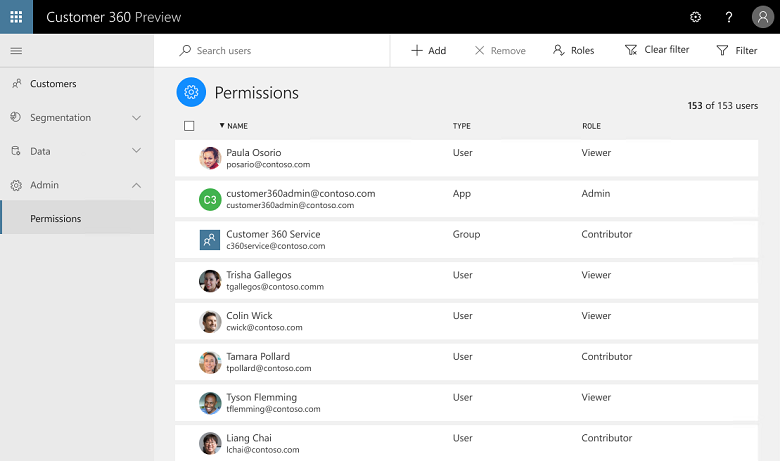 Customer 360 Preview
?
Search users
Add
Remove
Roles
Clear filter
Filter
Customers
Segmentation
Data
Admin
Permissions
Permissions
153 of 153 users
NAME TYPE ROLE
Paula Osorio User Viewer
posario@contoso.com
C3
customer360admin@contoso.com App Admin
customer360admin@contoso.com
Customer 360 Service Group Contributor
c360service@contoso.com
Trisha Gallegos User Viewer
tgallegos@contoso.comm
Colin Wick User Viewer
cwick@contoso.com
Tamara Pollard User Contributor
tpollard@contoso.com
Tyson Flemming User Viewer
tflemming@contoso.com
Liang Chai User Contributor
lchai@contoso.com